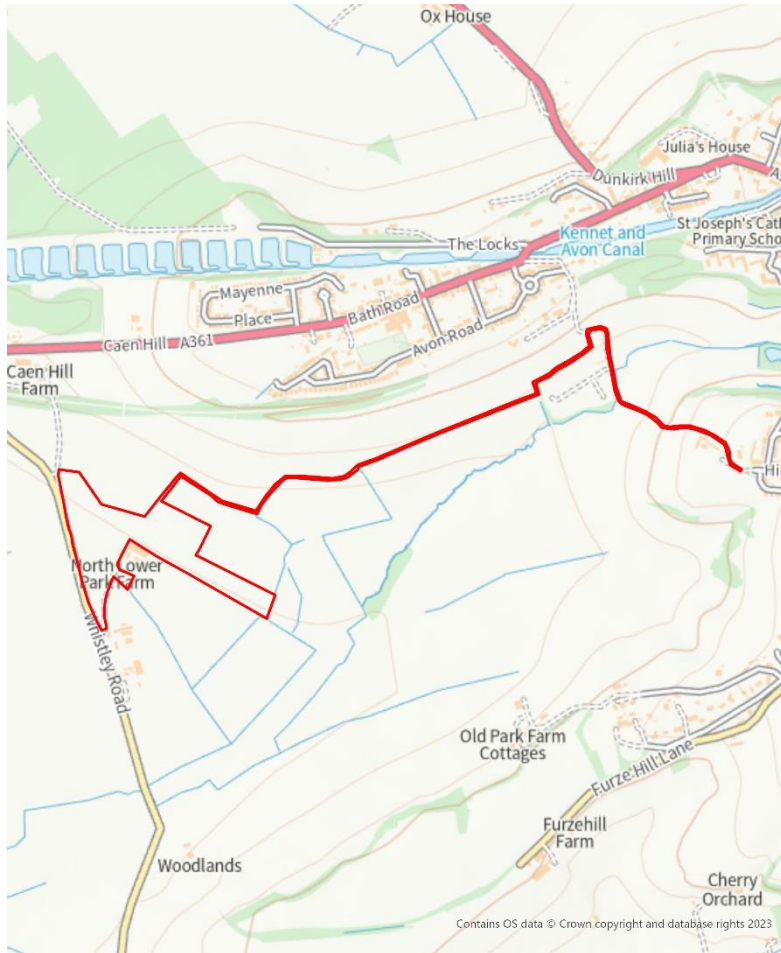 Ox House
Julia's House
Dunkirk Hill
A
St Joseph's Cath
Primary Scho
Kennet and
Avon Canal
The Locks
Mayenne
Place
Bath Road
Avon Road
Caen Hill A361
Caen Hill
Farm
Hi
North Lower
Park Farm
Whistley Road
Old Park Farm
Cottages
Furze Hill Lane
Furzehill
Farm
Woodlands
Cherry
Orchard
Contains OS data © Crown copyright and database rights 2023